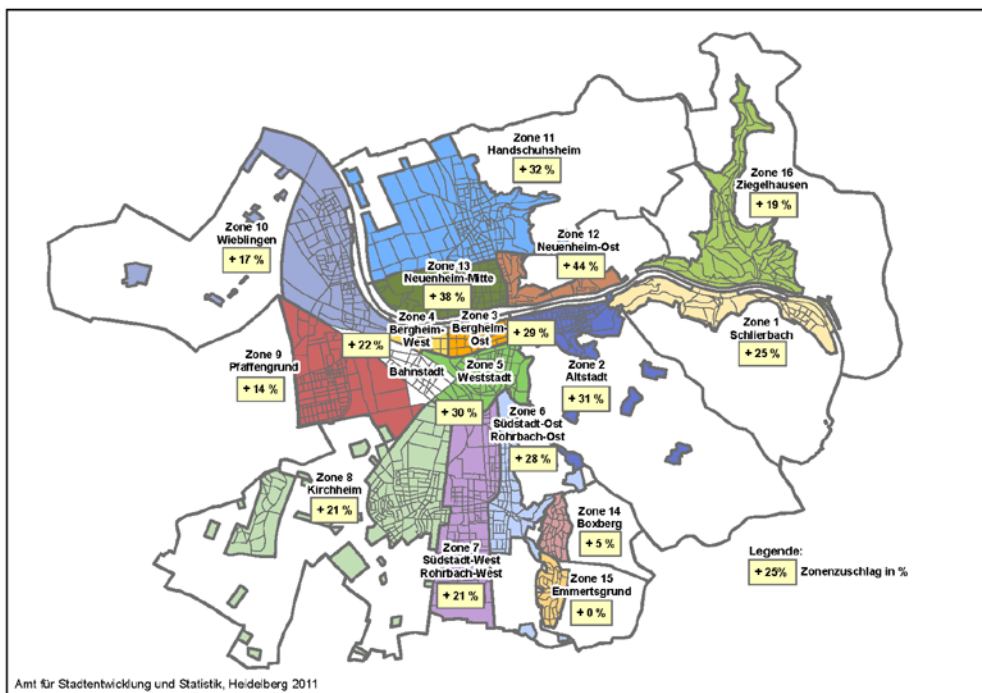 Zone 11
Handschuhsheim
+ 32 %
Zone 16
Ziegelhausen
+ 19 %
Zone 10
Wieblingen
+ 17 %
Zone 12
Neuenheim-Ost
+ 44 %
Zone 13
Neuenheim-Mitte
+ 38 %
Zone 4
Bergheim-
West
+ 22 %
Zone 3
Bergheim-
Ost
+ 29 %
Zone 1
Schlierbach
+ 25 %
Zone 9
Pfaffengrund
+ 14 %
Bahnstadt
Zone 5
Weststadt
+ 30 %
Zone 2
Altstadt
+ 31 %
Zone 6
Südstadt-Ost
Rohrbach-Ost
+ 28 %
Zone 8
Kirchheim
+ 21 %
Zone 14
Boxberg
+ 5 %
Zone 7
Südstadt-West
Rohrbach-West
+ 21 %
Zone 15
Emmertsgrund
+ 0 %
Legende:
+ 25% Zonenzuschlag in %
Amt für Stadtentwicklung und Statistik, Heidelberg 2011